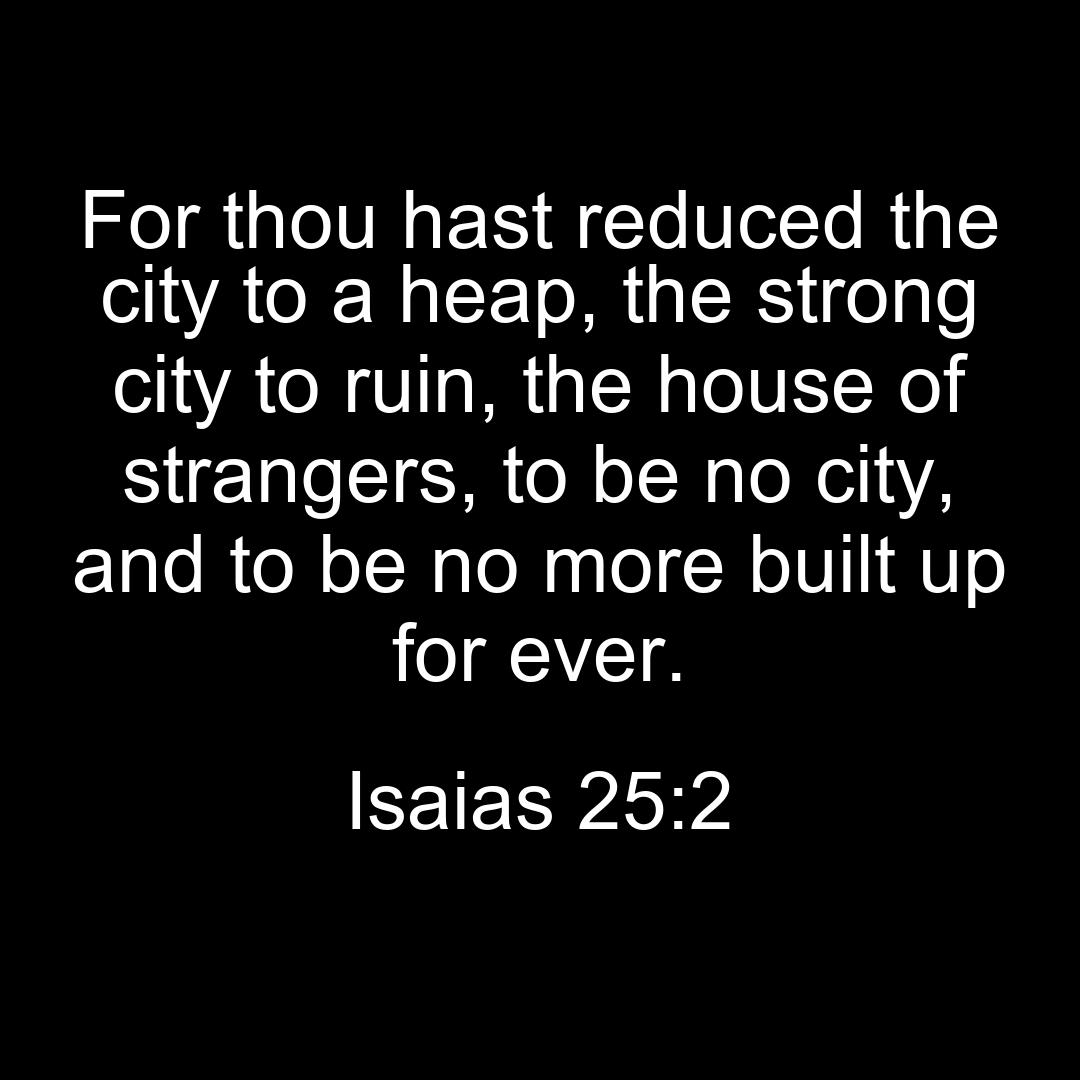 For thou hast reduced the
city to a heap, the strong
city to ruin, the house of
strangers, to be no city,
and to be no more built up
for ever.
Isaias 25:2